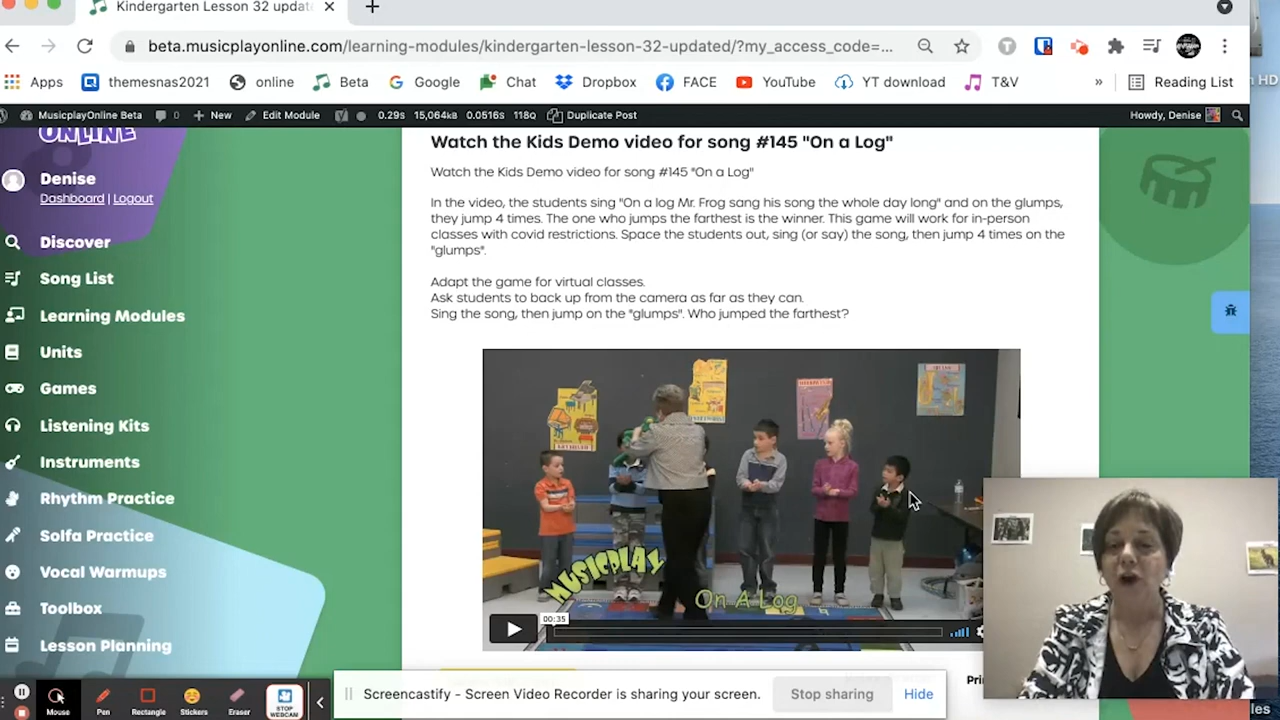 Kindergarten Lesson 32 updat
beta.musicplayonline.com/learning-modules/kindergarten-lesson-32-updated/?my_access_code=...
Apps themesnas2021 online Beta Google Chat Dropbox FACE YouTube YT download T&V » Reading List
HD
MusicplayOnline Beta 0 New Edit Module 0.29s 15,064kB 0.0516s 118Q Duplicate Post Howdy, Denise
ONLINE
Denise
Dashboard | Logout
Discover
Song List
Learning Modules
Units
Games
Listening Kits
Instruments
Rhythm Practice
Solfa Practice
Vocal Warmups
Toolbox
Lesson Planning
Watch the Kids Demo video for song #145 "On a Log"
Watch the Kids Demo video for song #145 "On a Log"
In the video, the students sing "On a log Mr. Frog sang his song the whole day long" and on the glumps,
they jump 4 times. The one who jumps the farthest is the winner. This game will work for in-person
classes with covid restrictions. Space the students out, sing (or say) the song, then jump 4 times on the
"glumps".
Adapt the game for virtual classes.
Ask students to back up from the camera as far as they can.
Sing the song, then jump on the "glumps". Who jumped the farthest?
MUSICPLAY
On A Log
00:35
Pri
Screencastify - Screen Video Recorder is sharing your screen. Stop sharing Hide
Mouse Pen Rectangle Stickers Eraser STOP WEBCAM
les